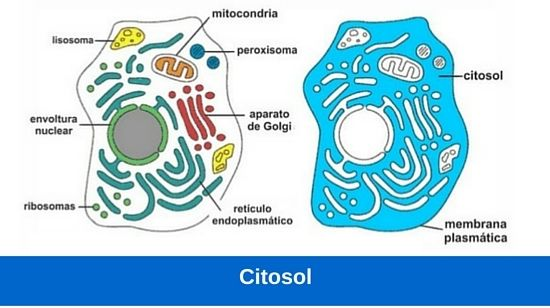 mitocondria
lisosoma
peroxisoma
citosol
envoltura
nuclear
aparato
de Golgi
ribosomas
retículo
endoplasmático
membrana
plasmática
Citosol